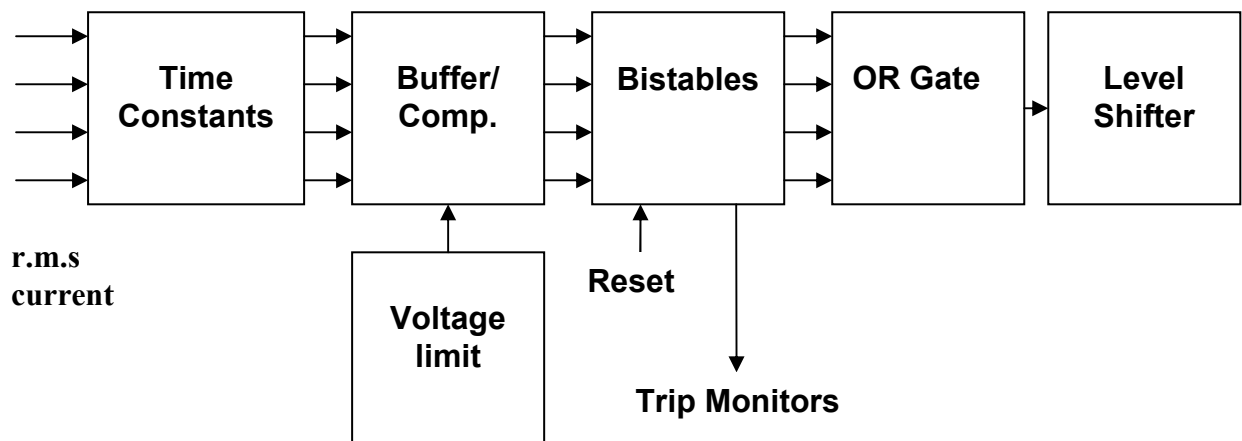 Time
Constants
Buffer/
Comp.
Bistables
OR Gate
Level
Shifter
r.m.s
current
Voltage
limit
Reset
Trip Monitors